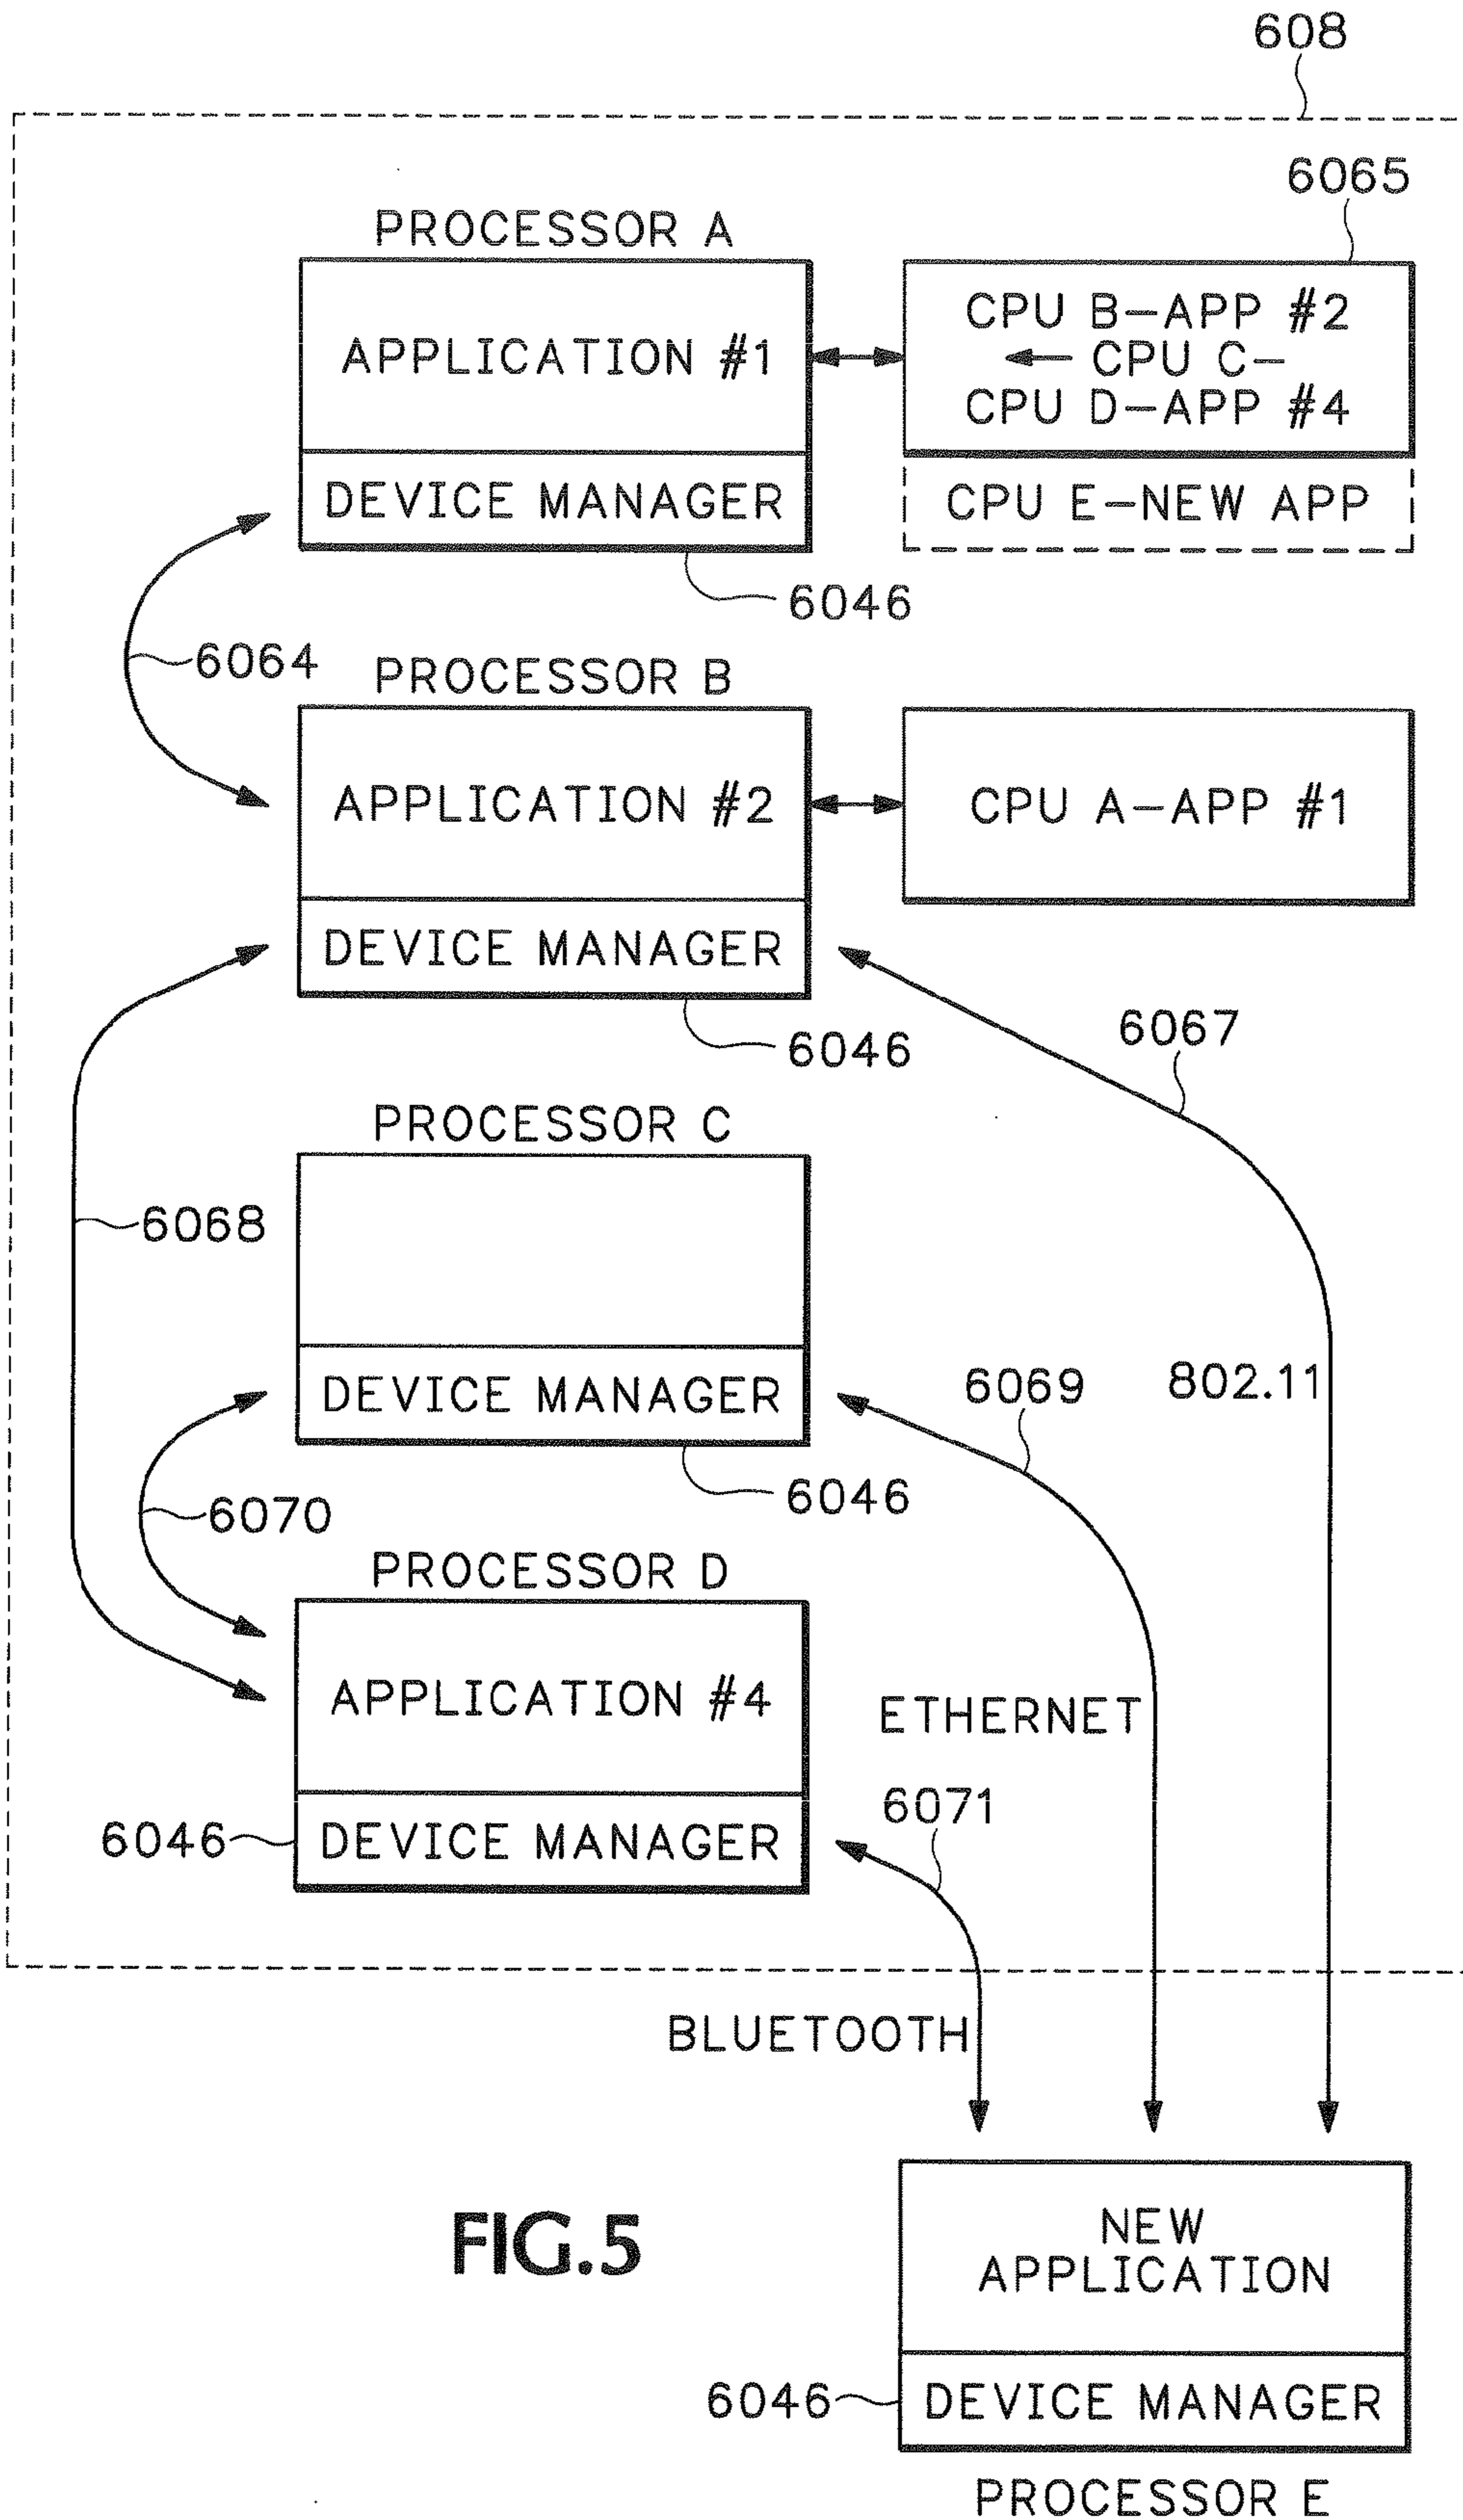 608
6065
PROCESSOR A
APPLICATION #1
CPU B-APP #2
CPU C-
CPU D-APP #4
DEVICE MANAGER
CPU E-NEW APP
6046
6064
PROCESSOR B
APPLICATION #2
CPU A-APP #1
DEVICE MANAGER
6046
6067
PROCESSOR C
6068
DEVICE MANAGER
6069
802.11
6046
6070
PROCESSOR D
APPLICATION #4
ETHERNET
6071
6046
DEVICE MANAGER
BLUETOOTH
FIG.5
NEW
APPLICATION
6046
DEVICE MANAGER
PROCESSOR E